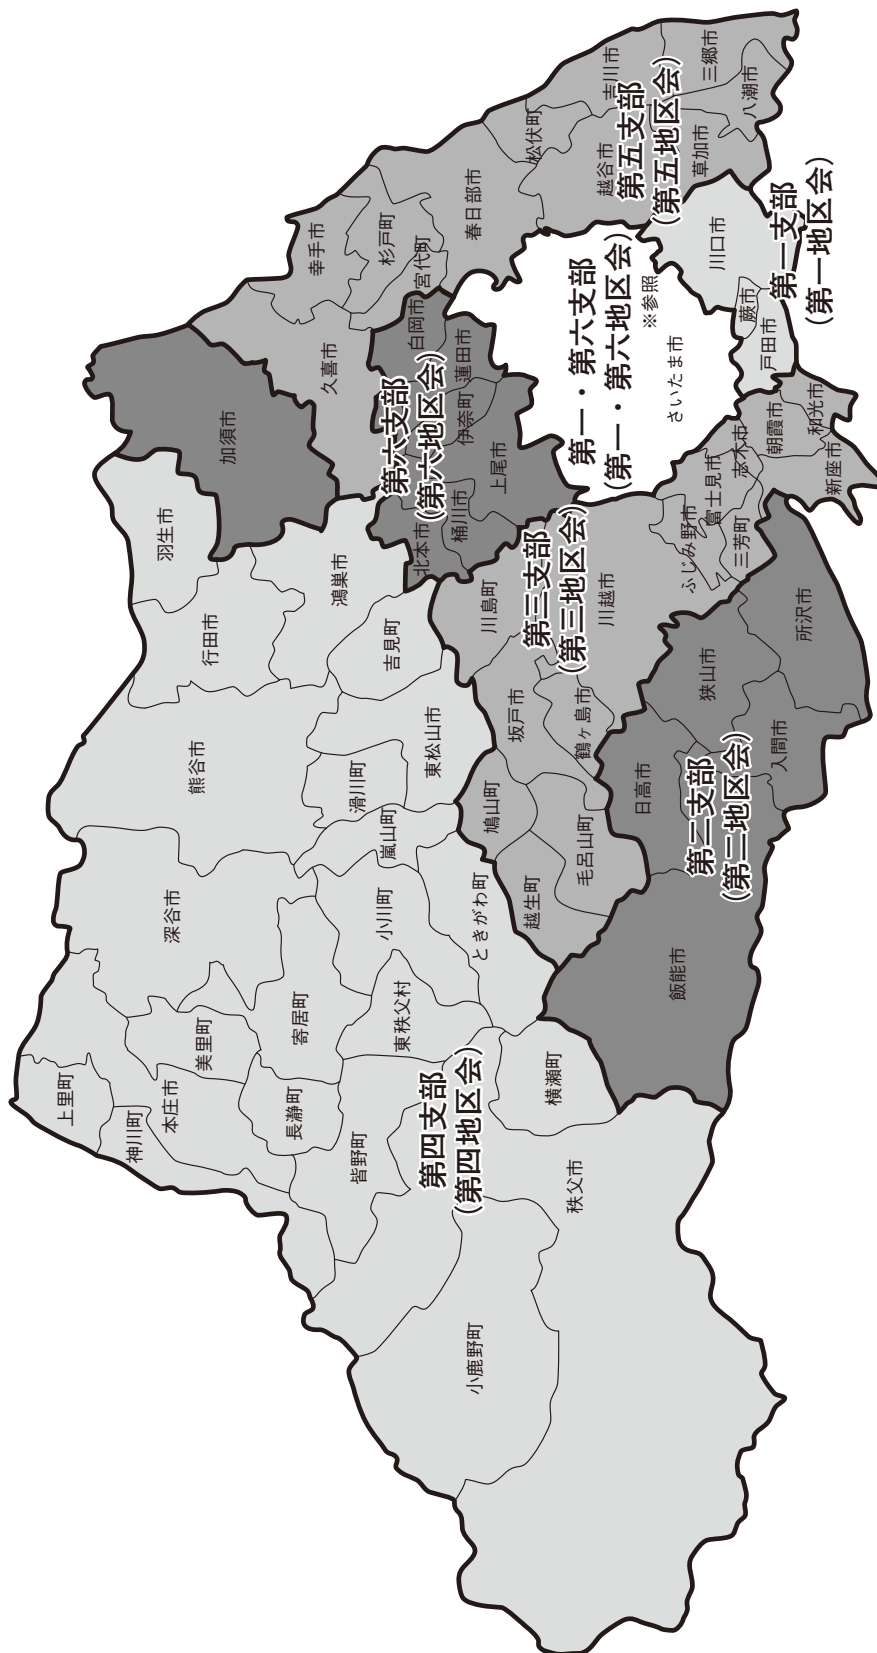 上里町
神川町
本庄市
美里町
深谷市
熊谷市
行田市
羽生市
加須市
長瀞町
皆野町
寄居町
小川町
東秩父村
嵐山町
滑川町
東松山市
吉見町
鴻巣市
ときがわ町
小鹿野町
秩父市
横瀬町
第四支部
(第四地区会)
久喜市
幸手市
杉戸町
宮代町
春日部市
松伏町
越谷市
吉川市
三郷市
八潮市
草加市
第五支部
(第五地区会)
北本市
桶川市
上尾市
伊奈町
蓮田市
白岡市
第六支部
(第六地区会)
第一・第六支部
(第一・第六地区会)
※参照
さいたま市
川口市
蕨市
戸田市
第一支部
(第一地区会)
越生町
毛呂山町
鳩山町
坂戸市
鶴ヶ島市
川島町
川越市
第三支部
(第三地区会)
ふじみ野市
富士見市
三芳町
志木市
朝霞市
和光市
新座市
飯能市
日高市
狭山市
入間市
所沢市
第二支部
(第二地区会)